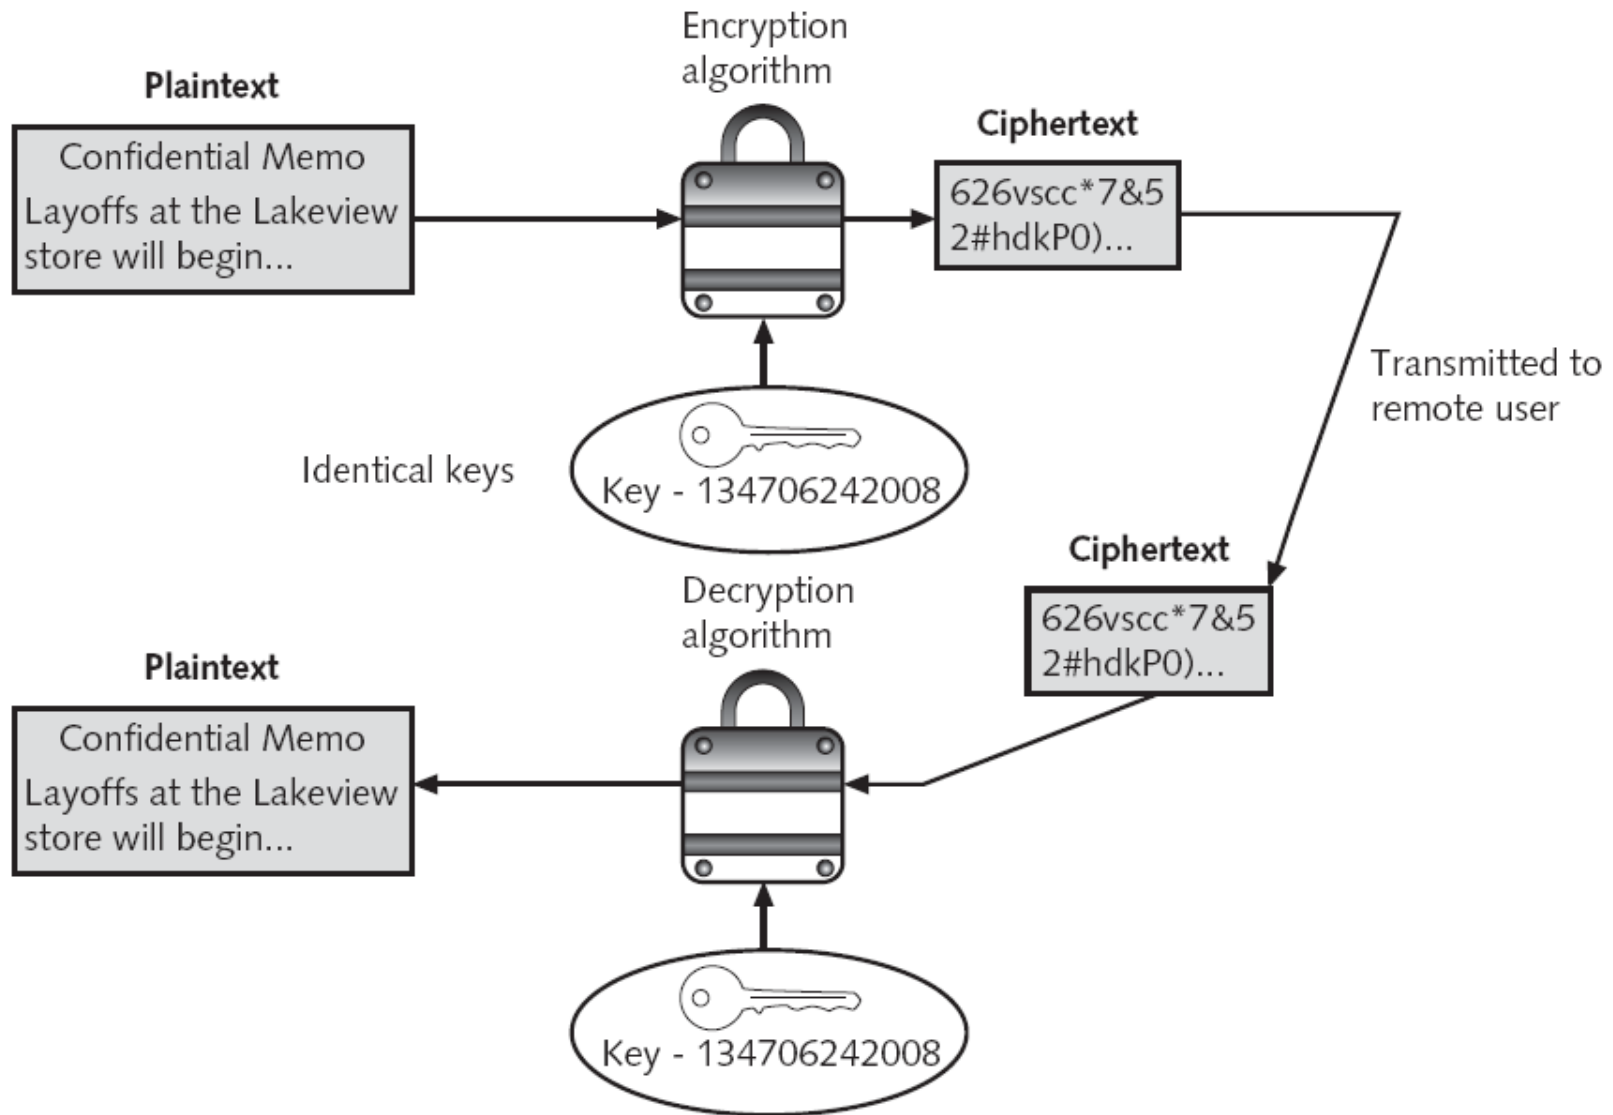 Encryption
algorithm
Plaintext
Confidential Memo
Layoffs at the Lakeview
store will begin...
Ciphertext
626vscc*7&5
2#hdkP0)...
Transmitted to
remote user
Identical keys
Key - 134706242008
Ciphertext
626vscc*7&5
2#hdkP0)...
Decryption
algorithm
Plaintext
Confidential Memo
Layoffs at the Lakeview
store will begin...
Key - 134706242008